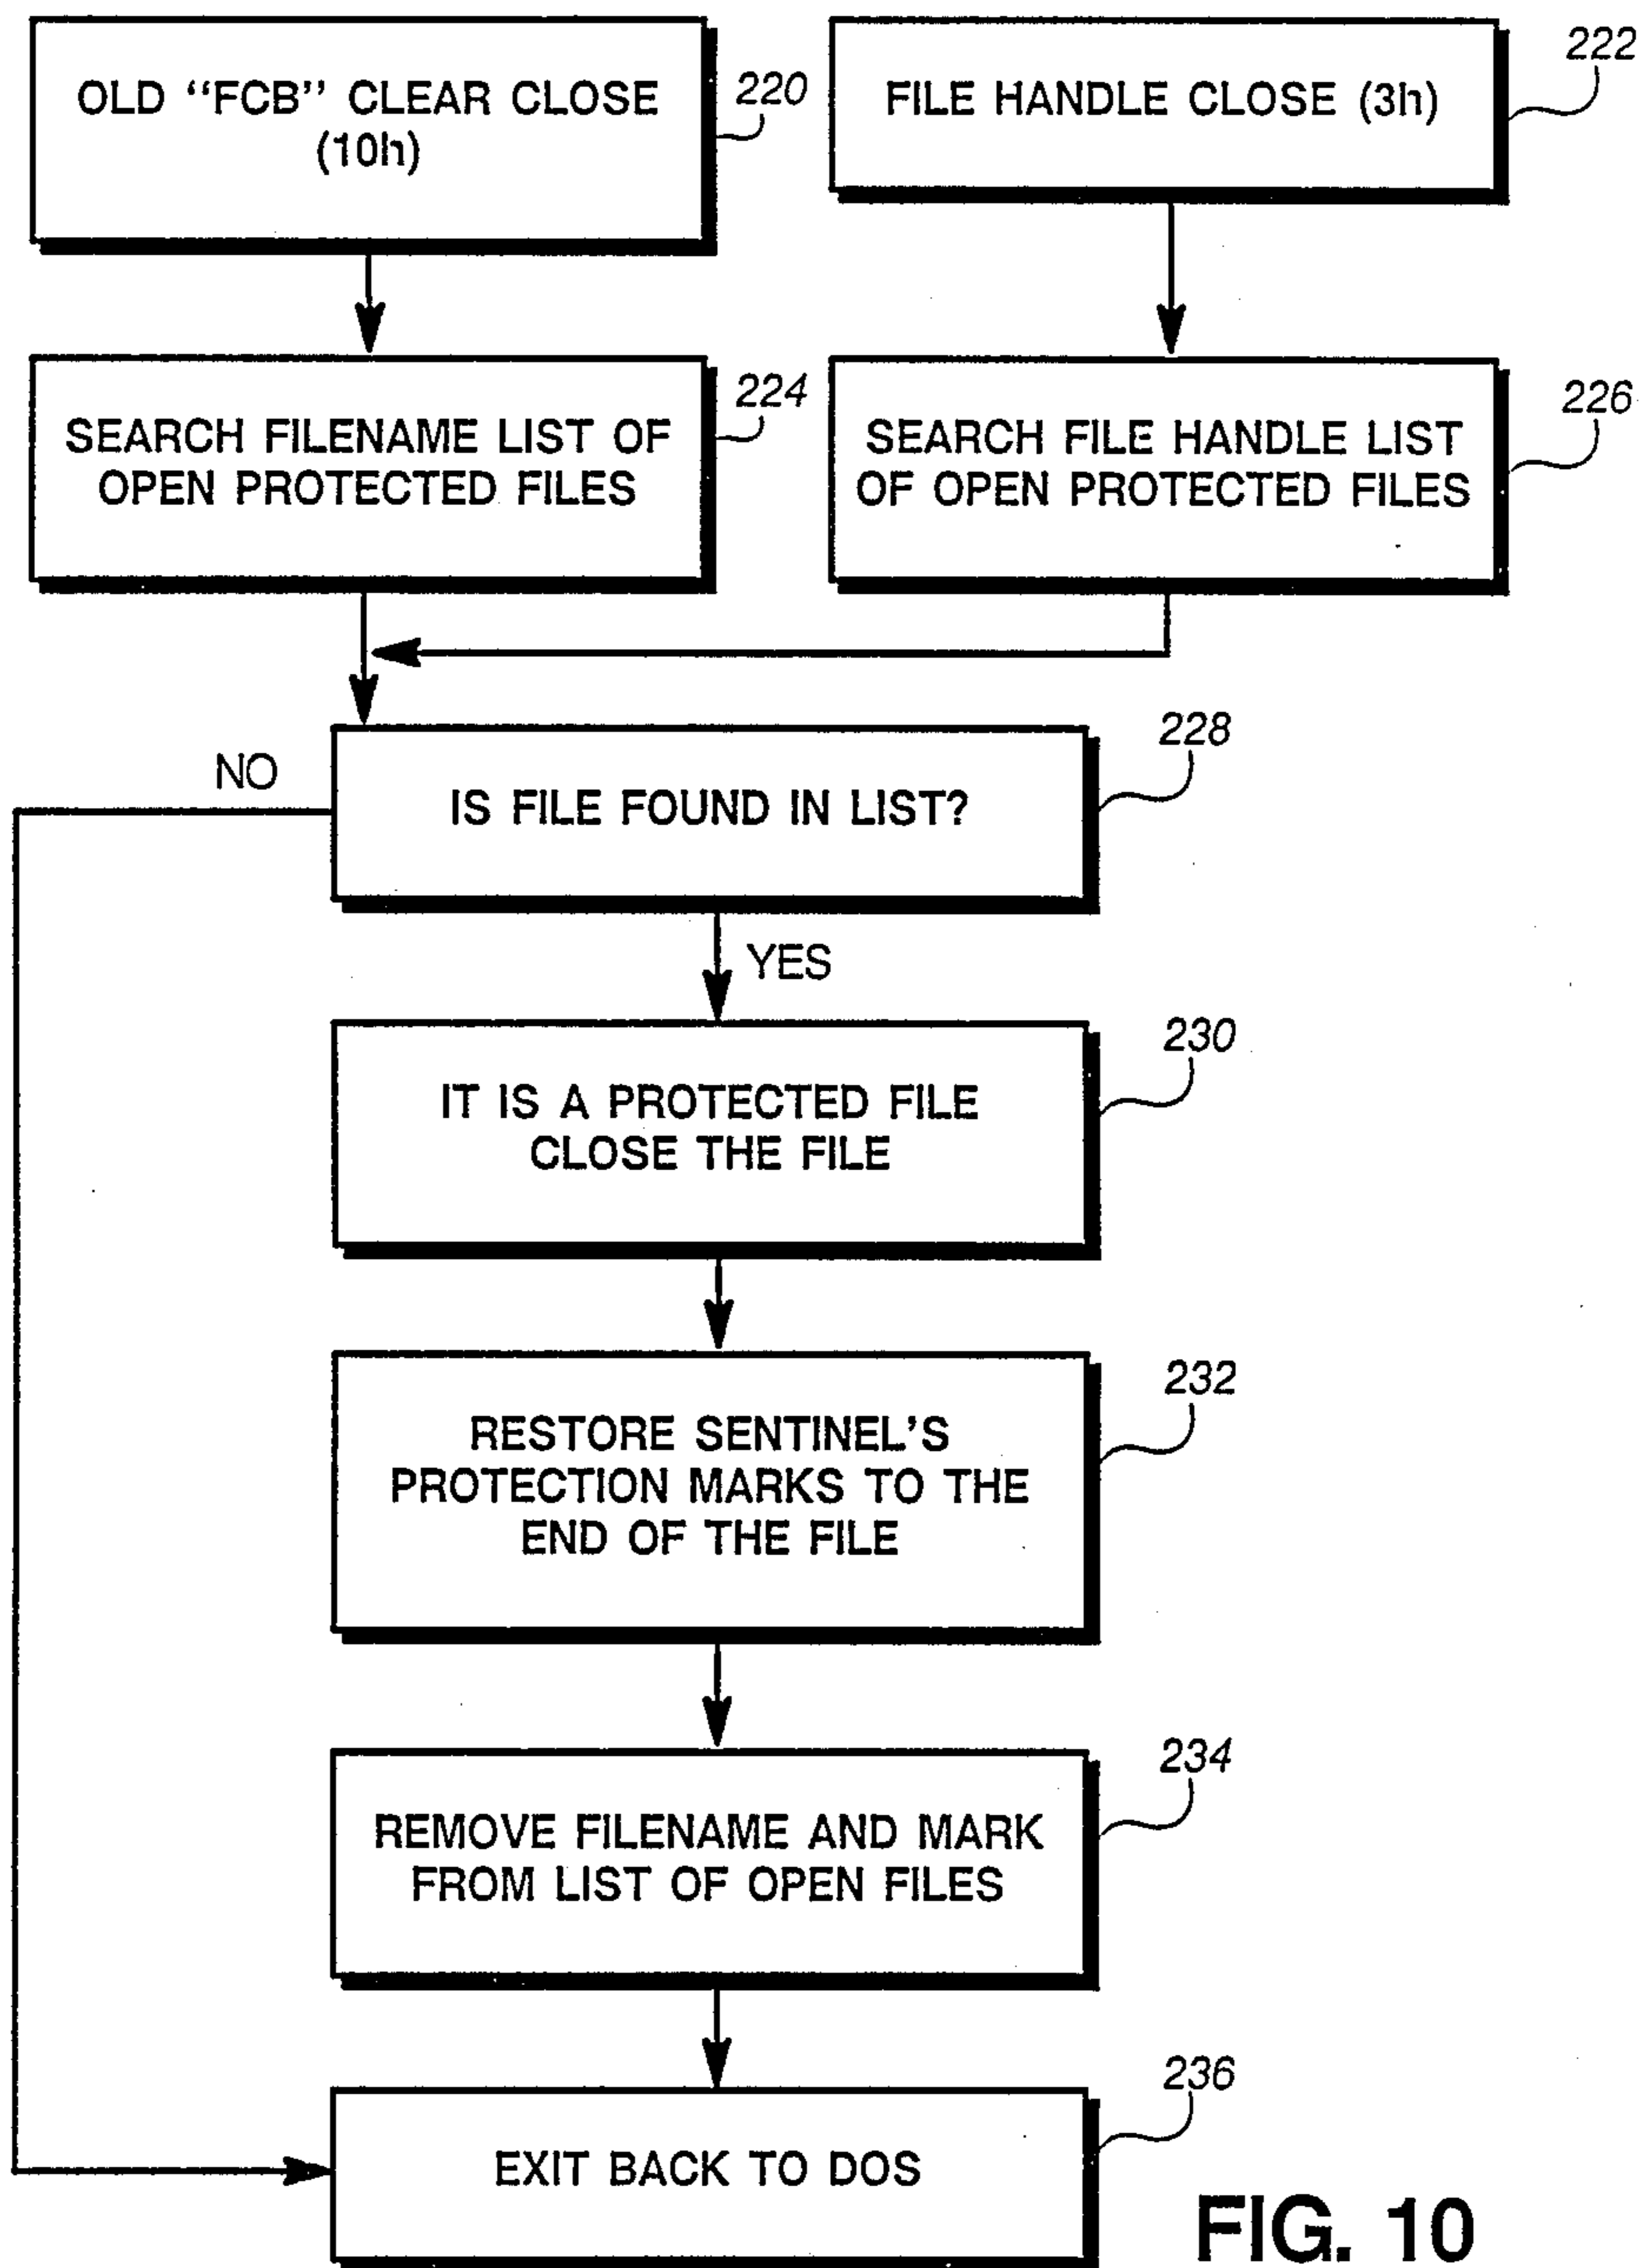 OLD “FCB” CLEAR CLOSE
(10h)
220
FILE HANDLE CLOSE (3h)
222
SEARCH FILENAME LIST OF
OPEN PROTECTED FILES
224
SEARCH FILE HANDLE LIST
OF OPEN PROTECTED FILES
226
NO
IS FILE FOUND IN LIST?
228
YES
IT IS A PROTECTED FILE
CLOSE THE FILE
230
RESTORE SENTINEL’S
PROTECTION MARKS TO THE
END OF THE FILE
232
REMOVE FILENAME AND MARK
FROM LIST OF OPEN FILES
234
EXIT BACK TO DOS
236
FIG. 10